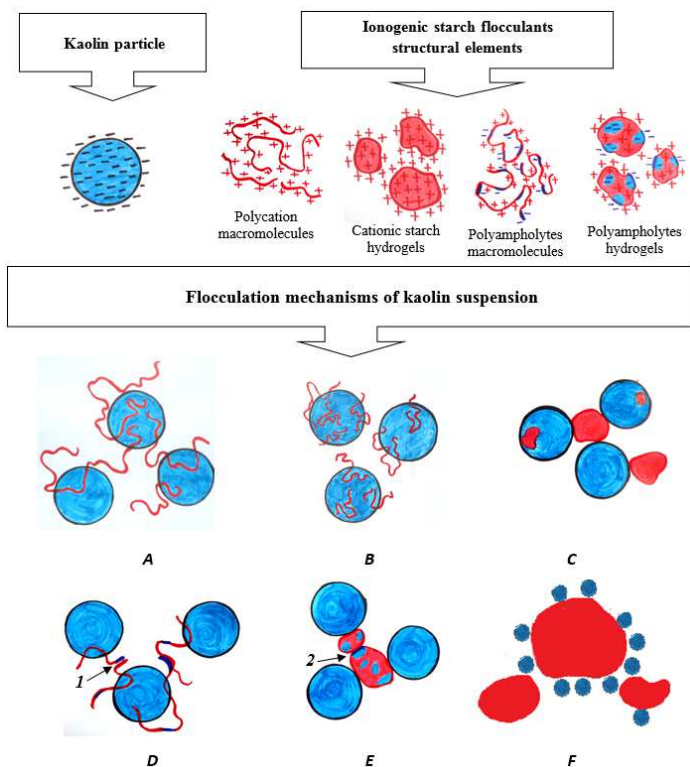 Kaolin particle
Ionogenic starch flocculants
structural elements
Polycation
macromolecules
Cationic starch
hydrogels
Polyampholytes
macromolecules
Polyampholytes
hydrogels
Flocculation mechanisms of kaolin suspension
A
B
C
1
2
D
E
F